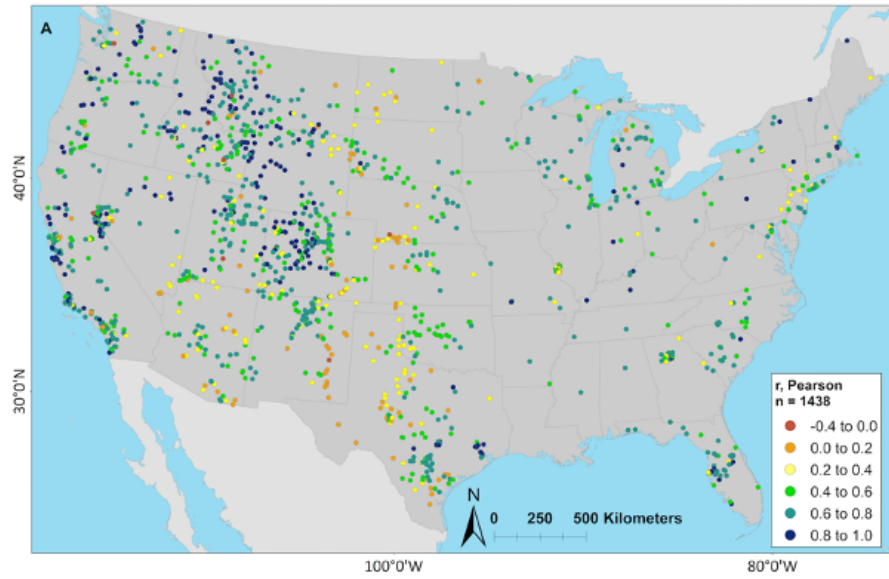 A
40°0'N
30°0'N
r, Pearson
n = 1438
-0.4 to 0.0
0.0 to 0.2
0.2 to 0.4
0.4 to 0.6
0.6 to 0.8
0.8 to 1.0
N
0 250 500 Kilometers
100°0'W
80°0'W